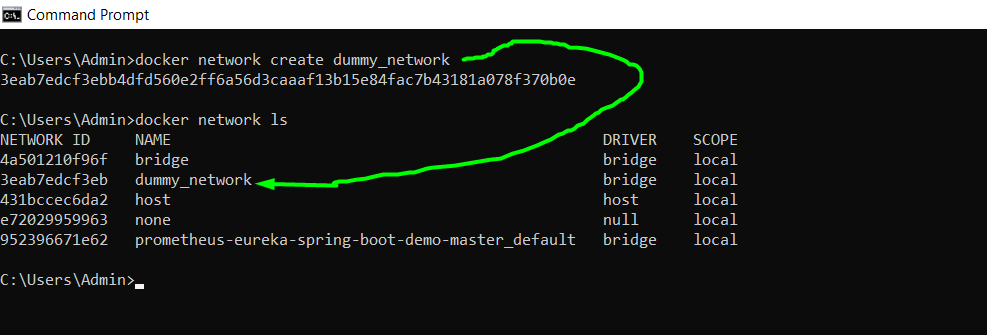 Command Prompt
C:\Users\Admin>docker network create dummy_network
3eab7edcf3ebb4dfd560e2ff6a56d3caaaf13b15e84fac7b43181a078f370b0e
C:\Users\Admin>docker network ls
NETWORK ID NAME DRIVER SCOPE
4a501210f96f bridge bridge local
3eab7edcf3eb dummy_network bridge local
431bccec6da2 host host local
e72029959963 none null local
952396671e62 prometheus-eureka-spring-boot-demo-master_default bridge local
C:\Users\Admin>